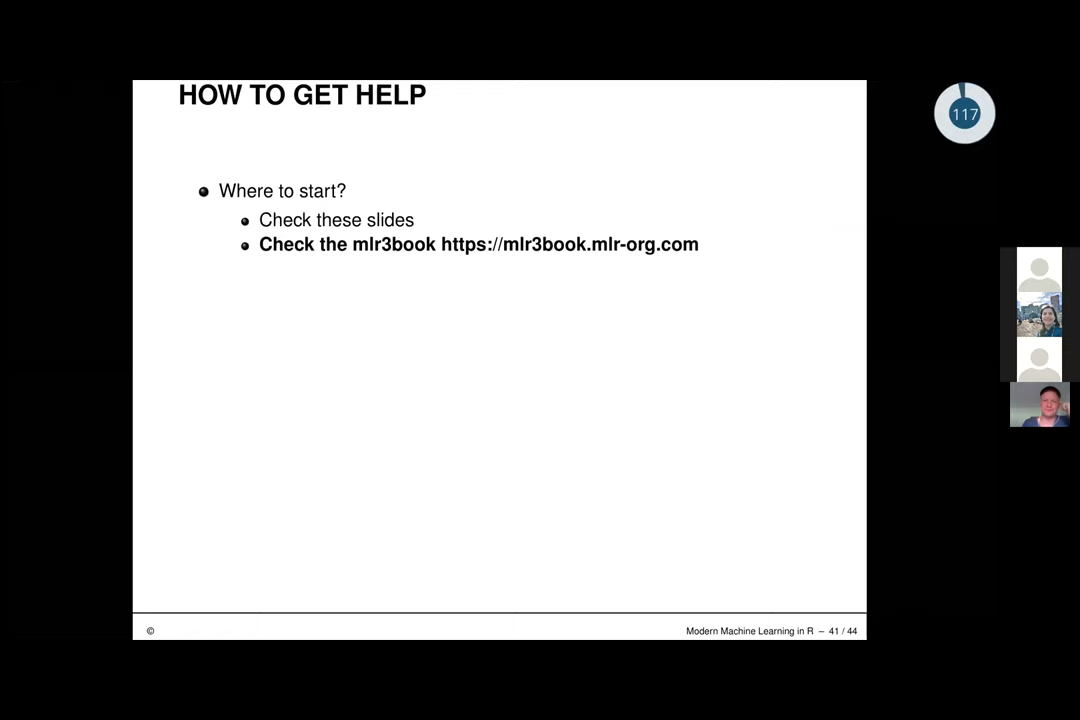 HOW TO GET HELP
117
Where to start?
Check these slides
Check the mlr3book https://mlr3book.mlr-org.com
©
Modern Machine Learning in R – 41 / 44